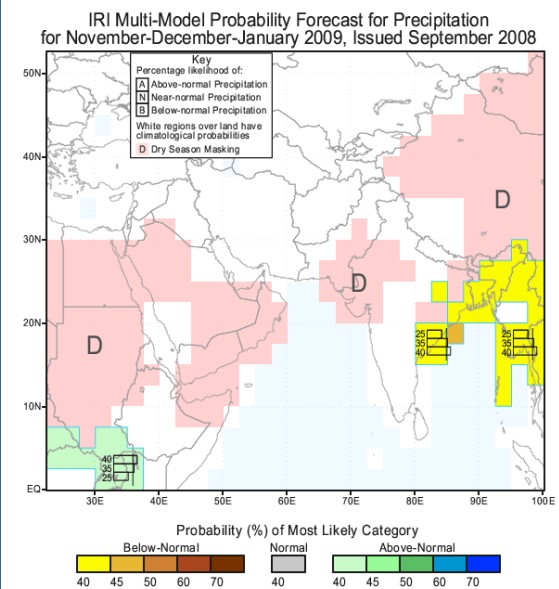 IRI Multi-Model Probability Forecast for Precipitation
for November-December-January 2009, Issued September 2008
Key
Percentage likelihood of:
A Above-normal Precipitation
N Near-normal Precipitation
B Below-normal Precipitation
White regions over land have
climatological probabilities
D Dry Season Masking
50N
40N
D
30N
D
20N
25 25
35 35
40 40
D
10N
40
35
25
EQ
30E 40E 50E 60E 70E 80E 90E 100E
Probability (%) of Most Likely Category
Below-Normal Normal Above-Normal
40 45 50 60 70 40 40 45 50 60 70